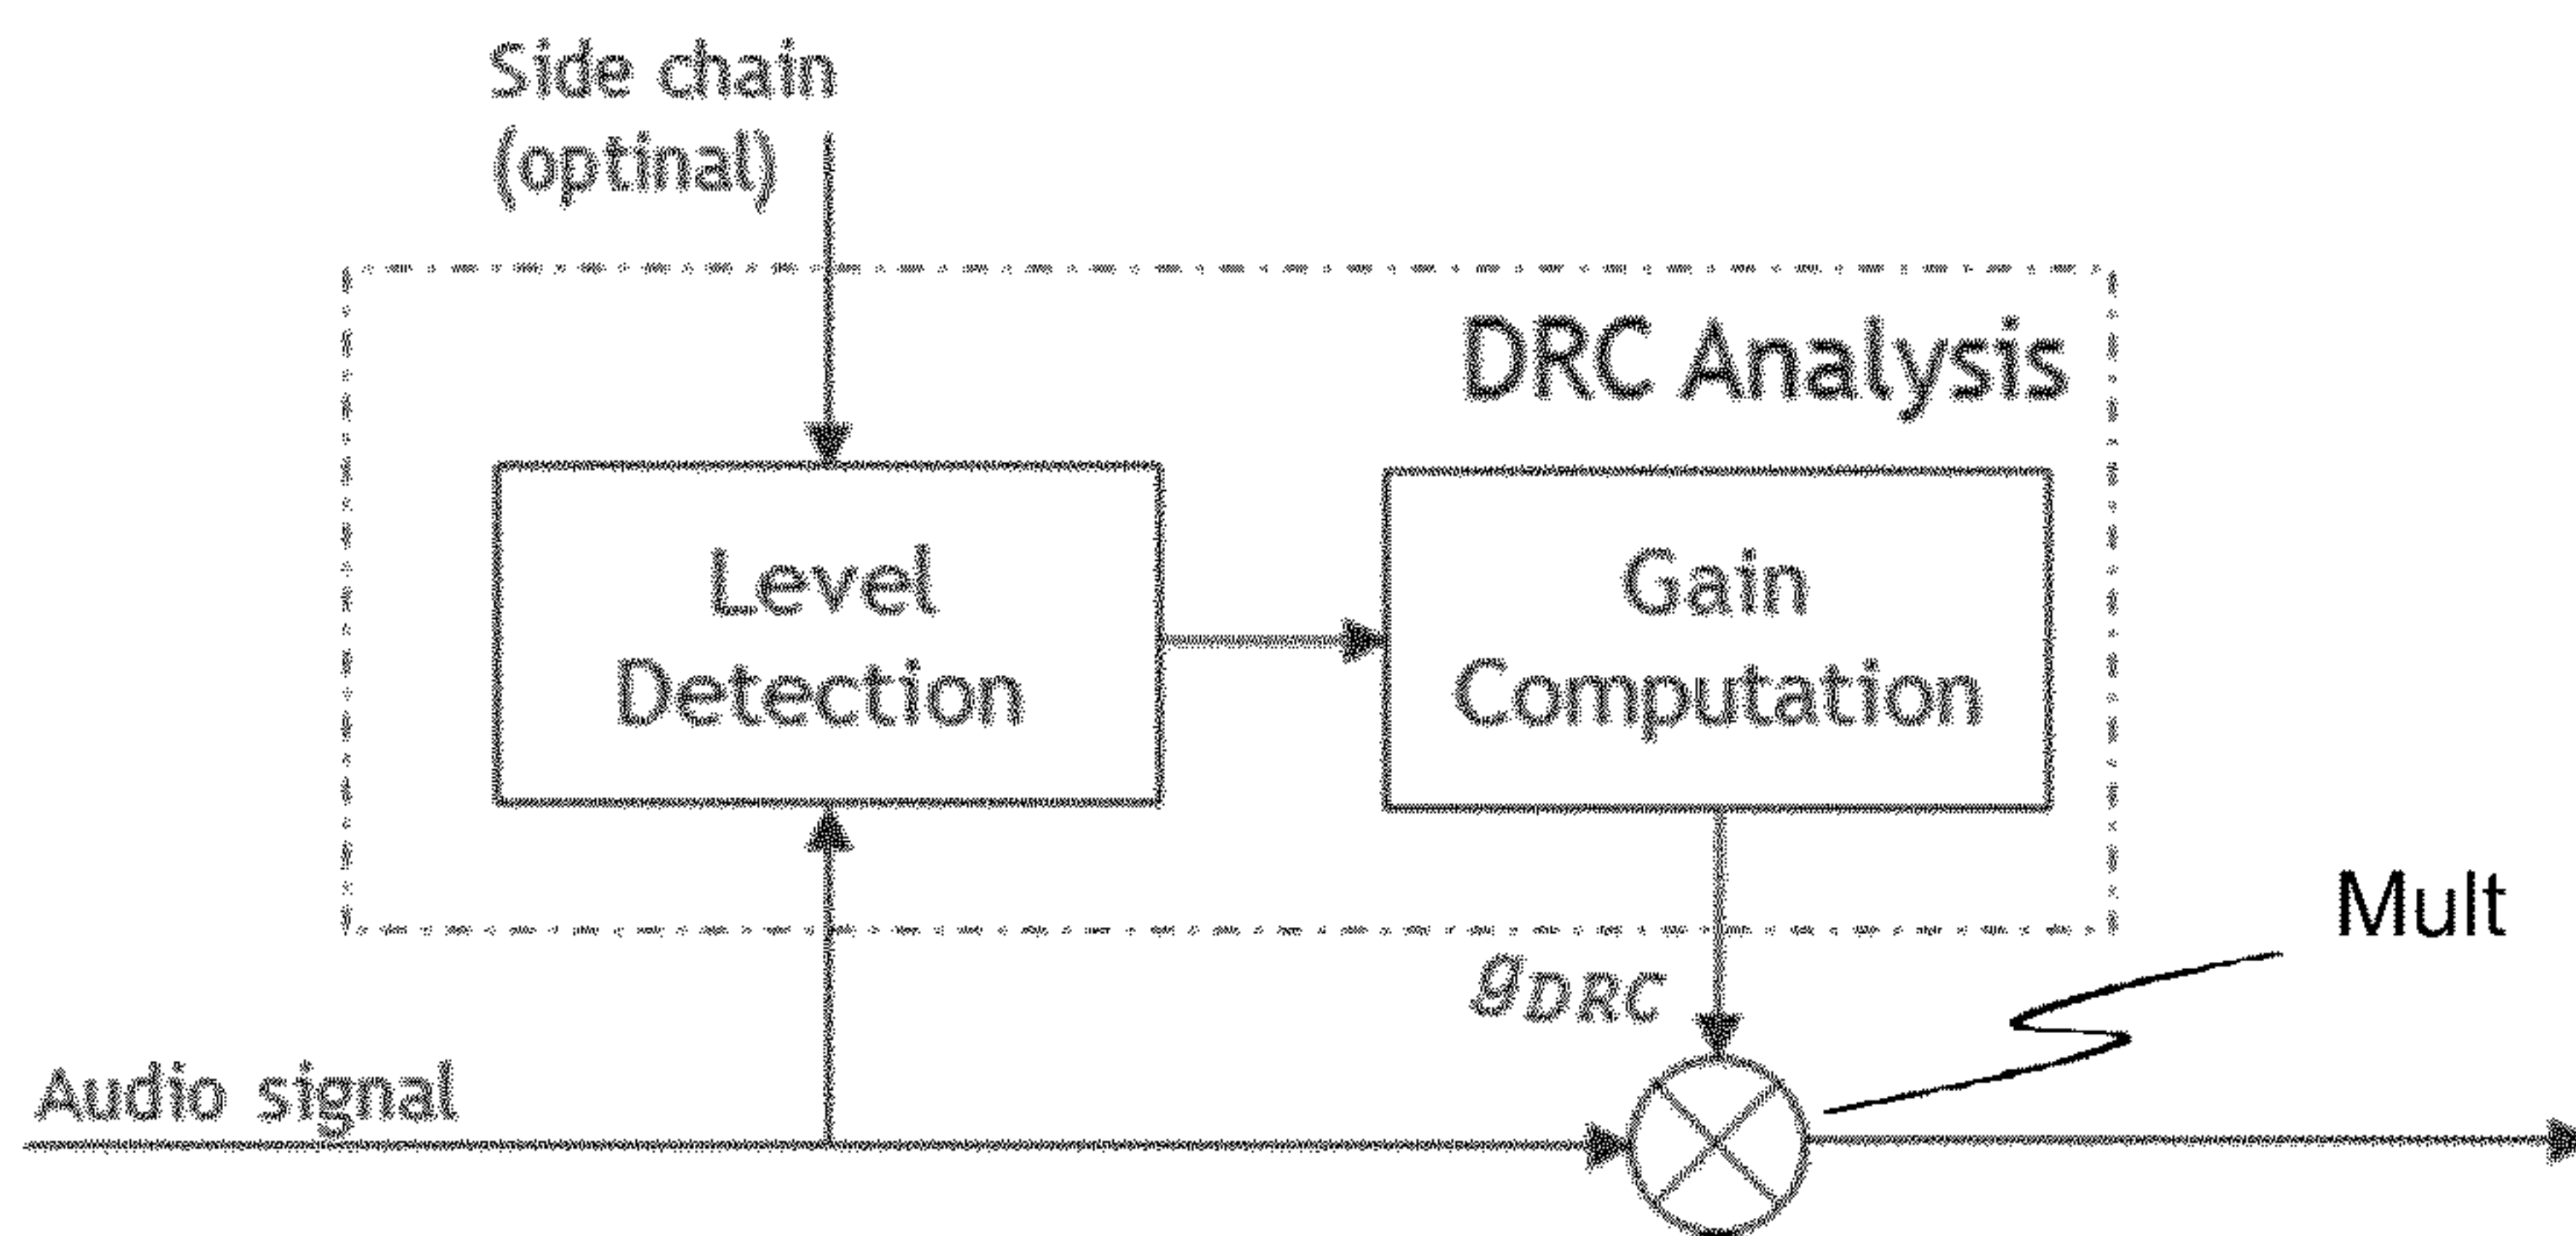 Side chain
(optinal)
DRC Analysis
Level
Detection
Gain
Computation
Mult
gDRC
Audio signal